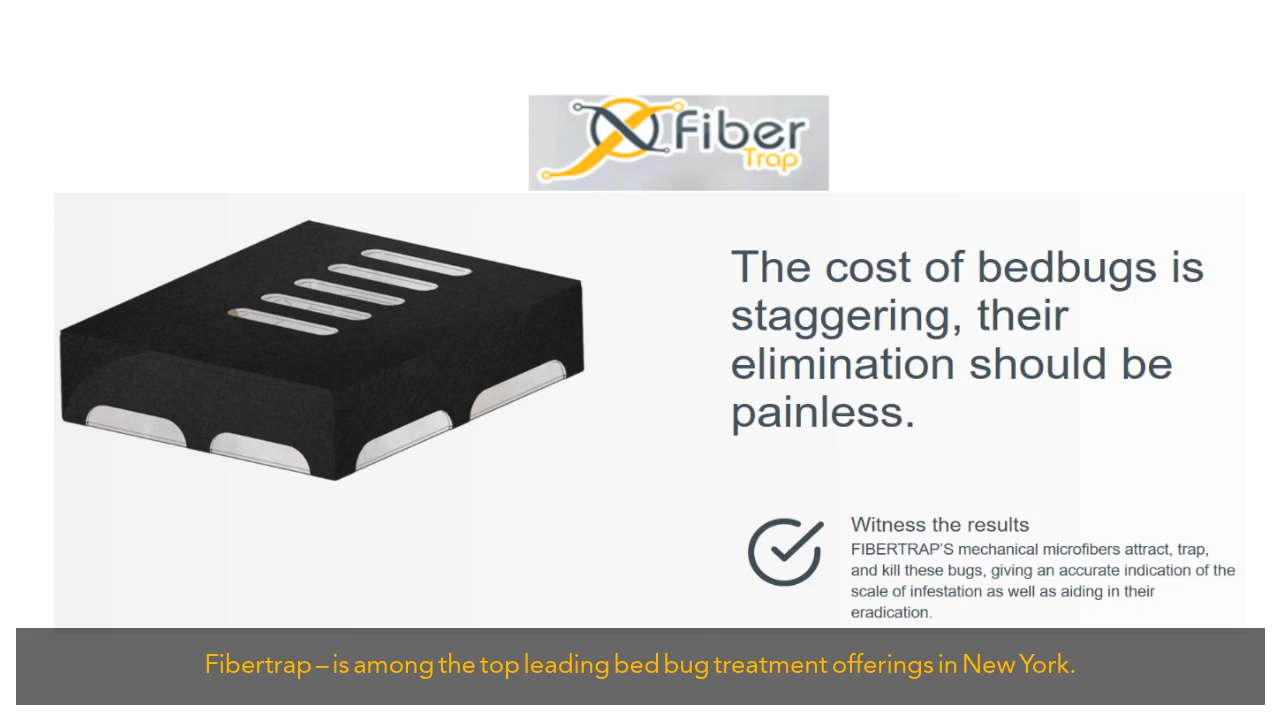 Fiber
Trap
The cost of bedbugs is
staggering, their
elimination should be
painless.
Witness the results
FIBERTRAP'S mechanical microfibers attract, trap,
and kill these bugs, giving an accurate indication of the
scale of infestation as well as aiding in their
eradication.
Fibertrap – is among the top leading bed bug treatment offerings in New York.